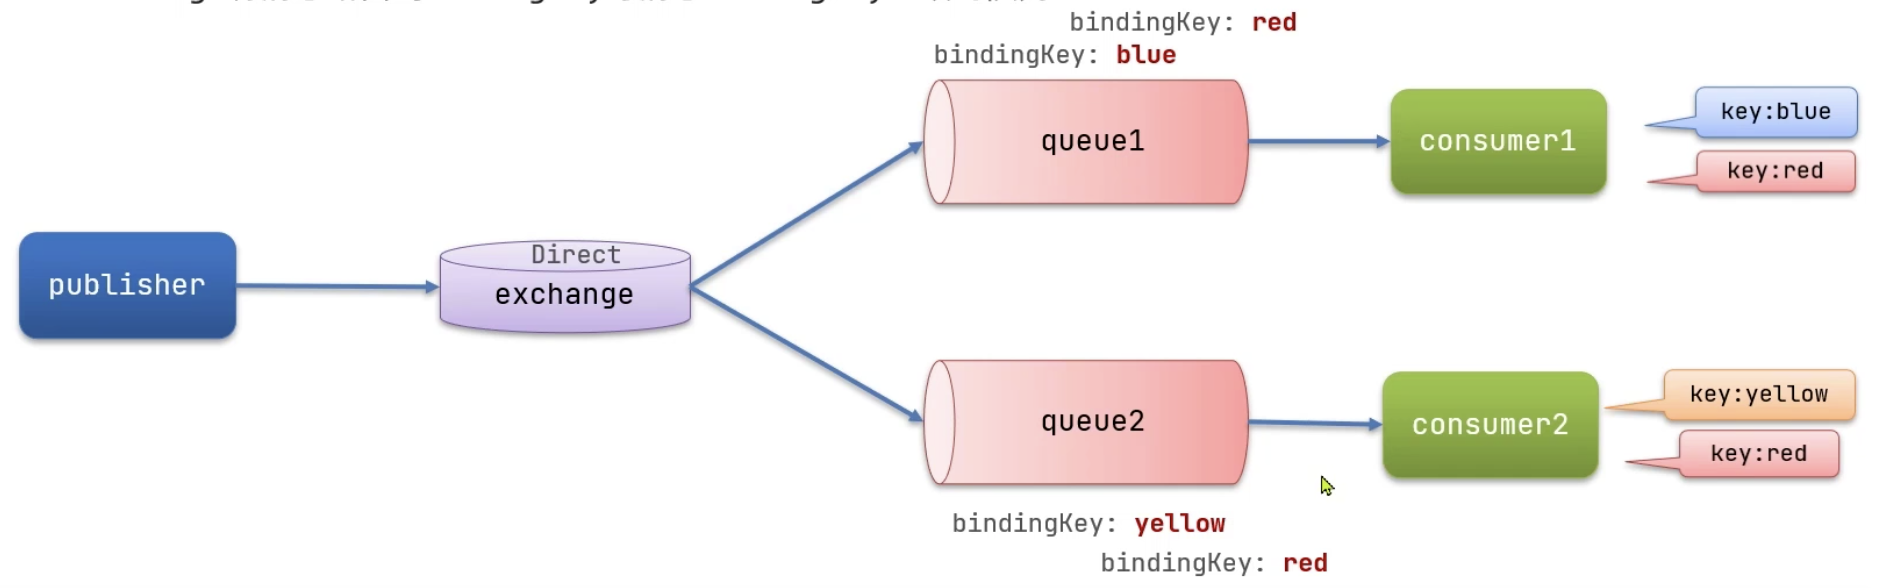 bindingKey: red
bindingKey: blue
queue1
consumer1
key:blue
key:red
publisher
Direct
exchange
queue2
consumer2
key:yellow
key:red
bindingKey: yellow
bindingKey: red